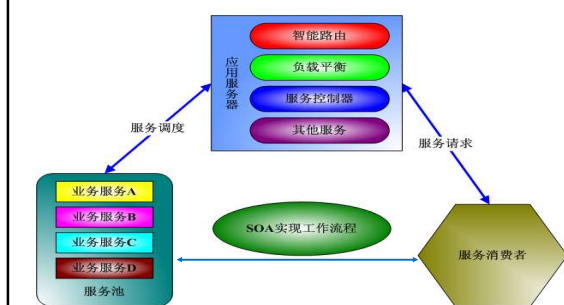 应用服务器
智能路由
负载平衡
服务控制器
其他服务
服务调度
服务请求
业务服务A
业务服务B
业务服务C
业务服务D
服务池
SOA实现工作流程
服务消费者